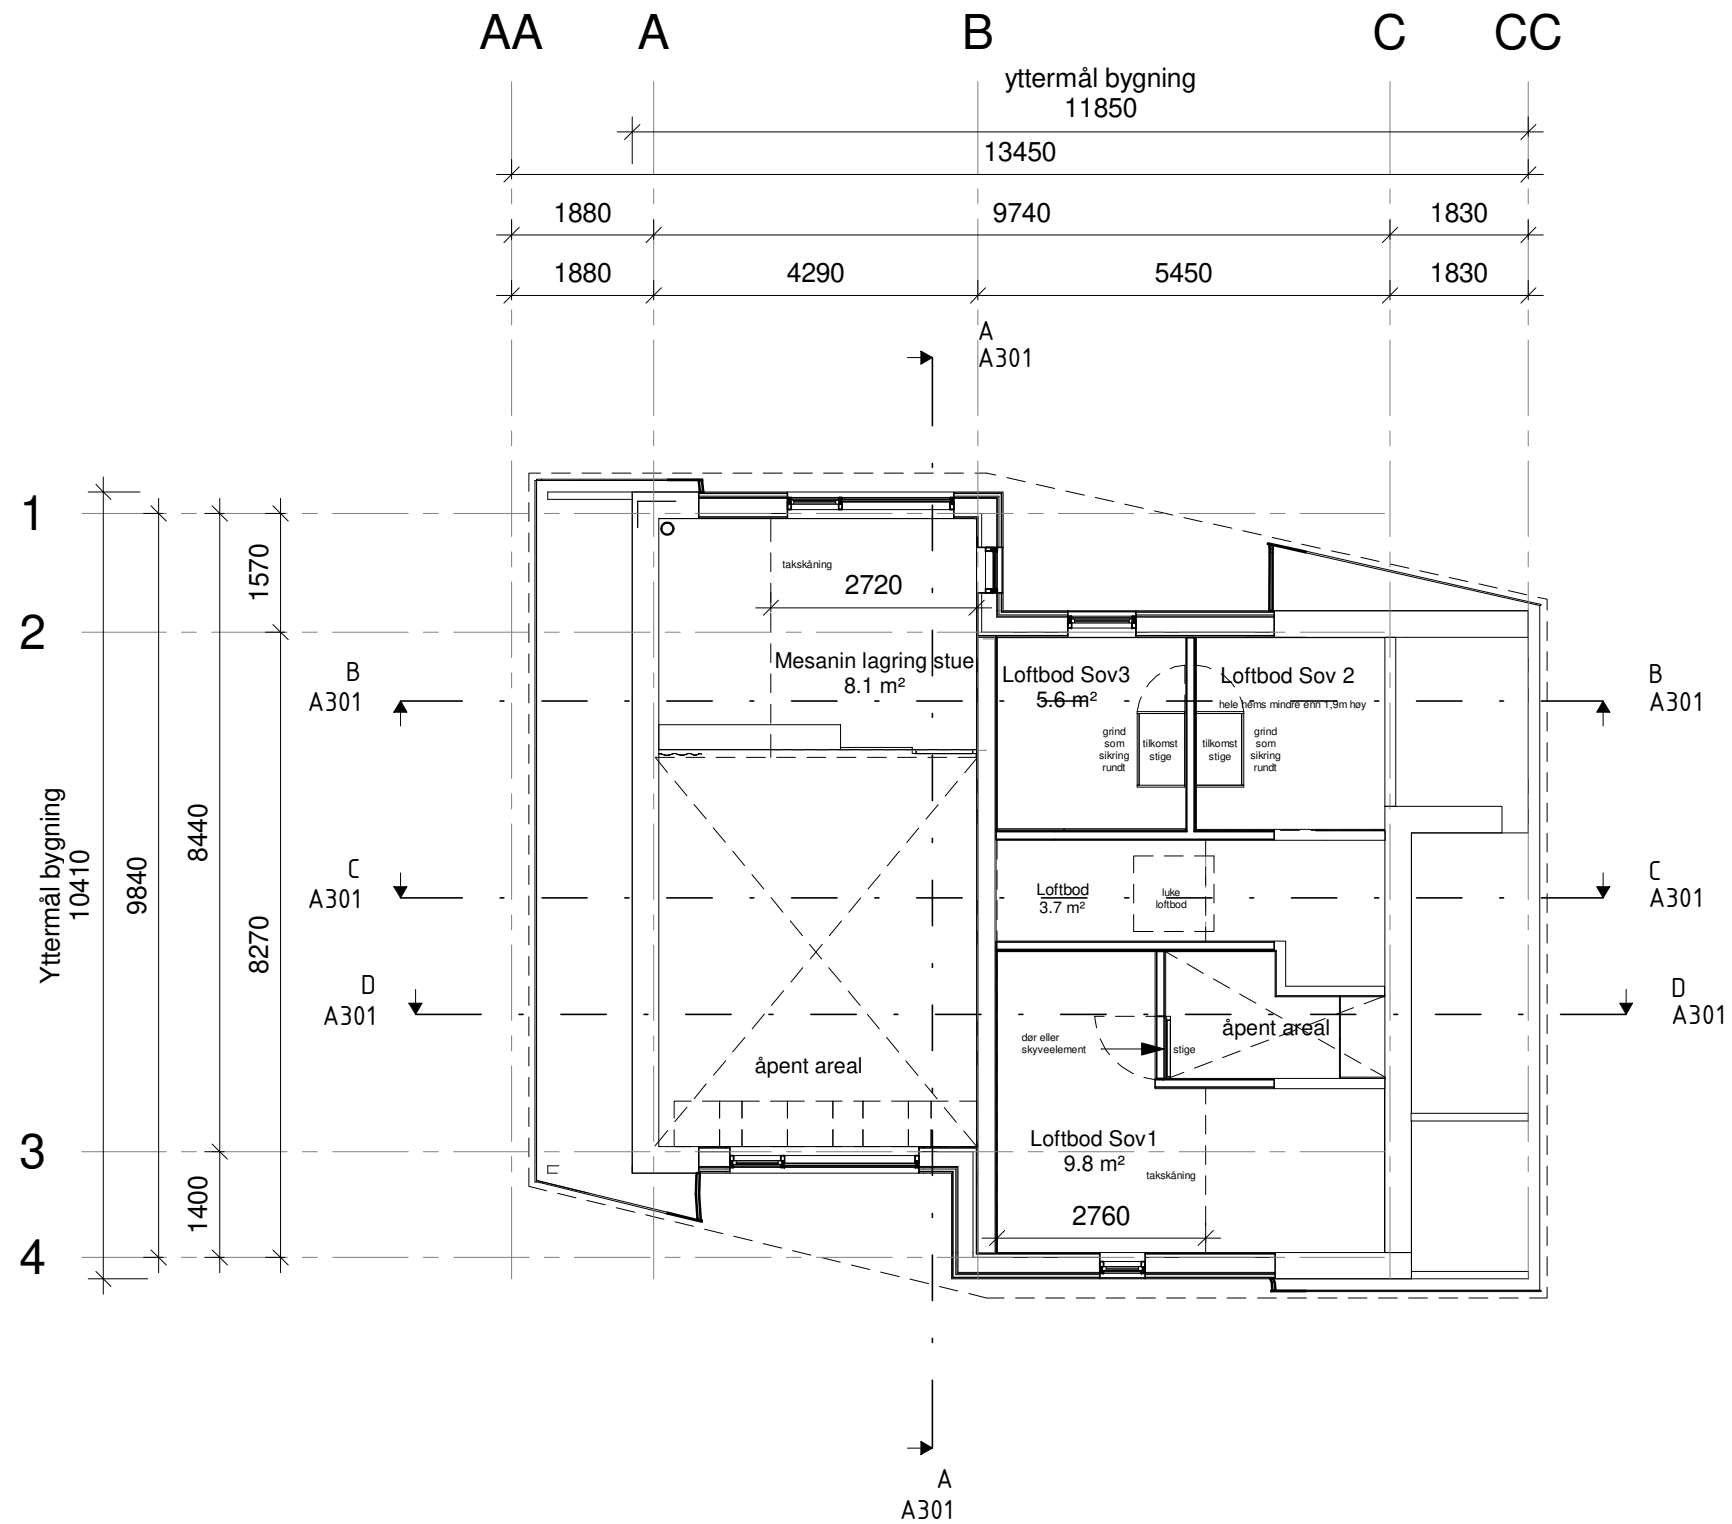 AA A B C CC
yttermål bygning
11850
13450
1880 9740 1830
1880 4290 5450 1830
A
A301
1
1570
takskåning
2720
2
Mesanin lagring stue
8.1 m²
Loftbod Sov3
5.6 m²
Loftbod Sov 2
hele hems mindre enn 1,9m høy
B
A301
B
A301
grind
som
sikring
rundt
tilkomst
stige
tilkomst
stige
grind
som
sikring
rundt
Yttermål bygning
10410
9840
8440
8270
C
A301
Loftbod
3.7 m²
luke
loftbod
C
A301
D
A301
dør eller
skyveelement
stige
åpent areal
D
A301
åpent areal
3
Loftbod Sov1
9.8 m²
takskåning
1400
2760
4
A
A301